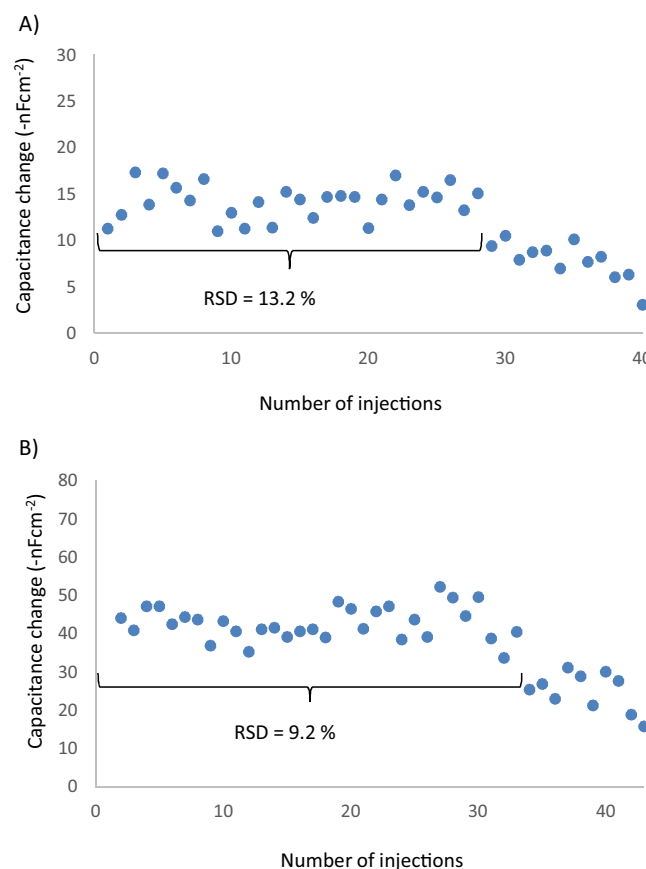 A)
Capacitance change (-nFcm-2)
30
25
20
15
10
5
0
RSD = 13.2 %
0 10 20 30 40
Number of injections
B)
Capacitance change (-nFcm-2)
80
70
60
50
40
30
20
10
0
RSD = 9.2 %
0 10 20 30 40
Number of injections